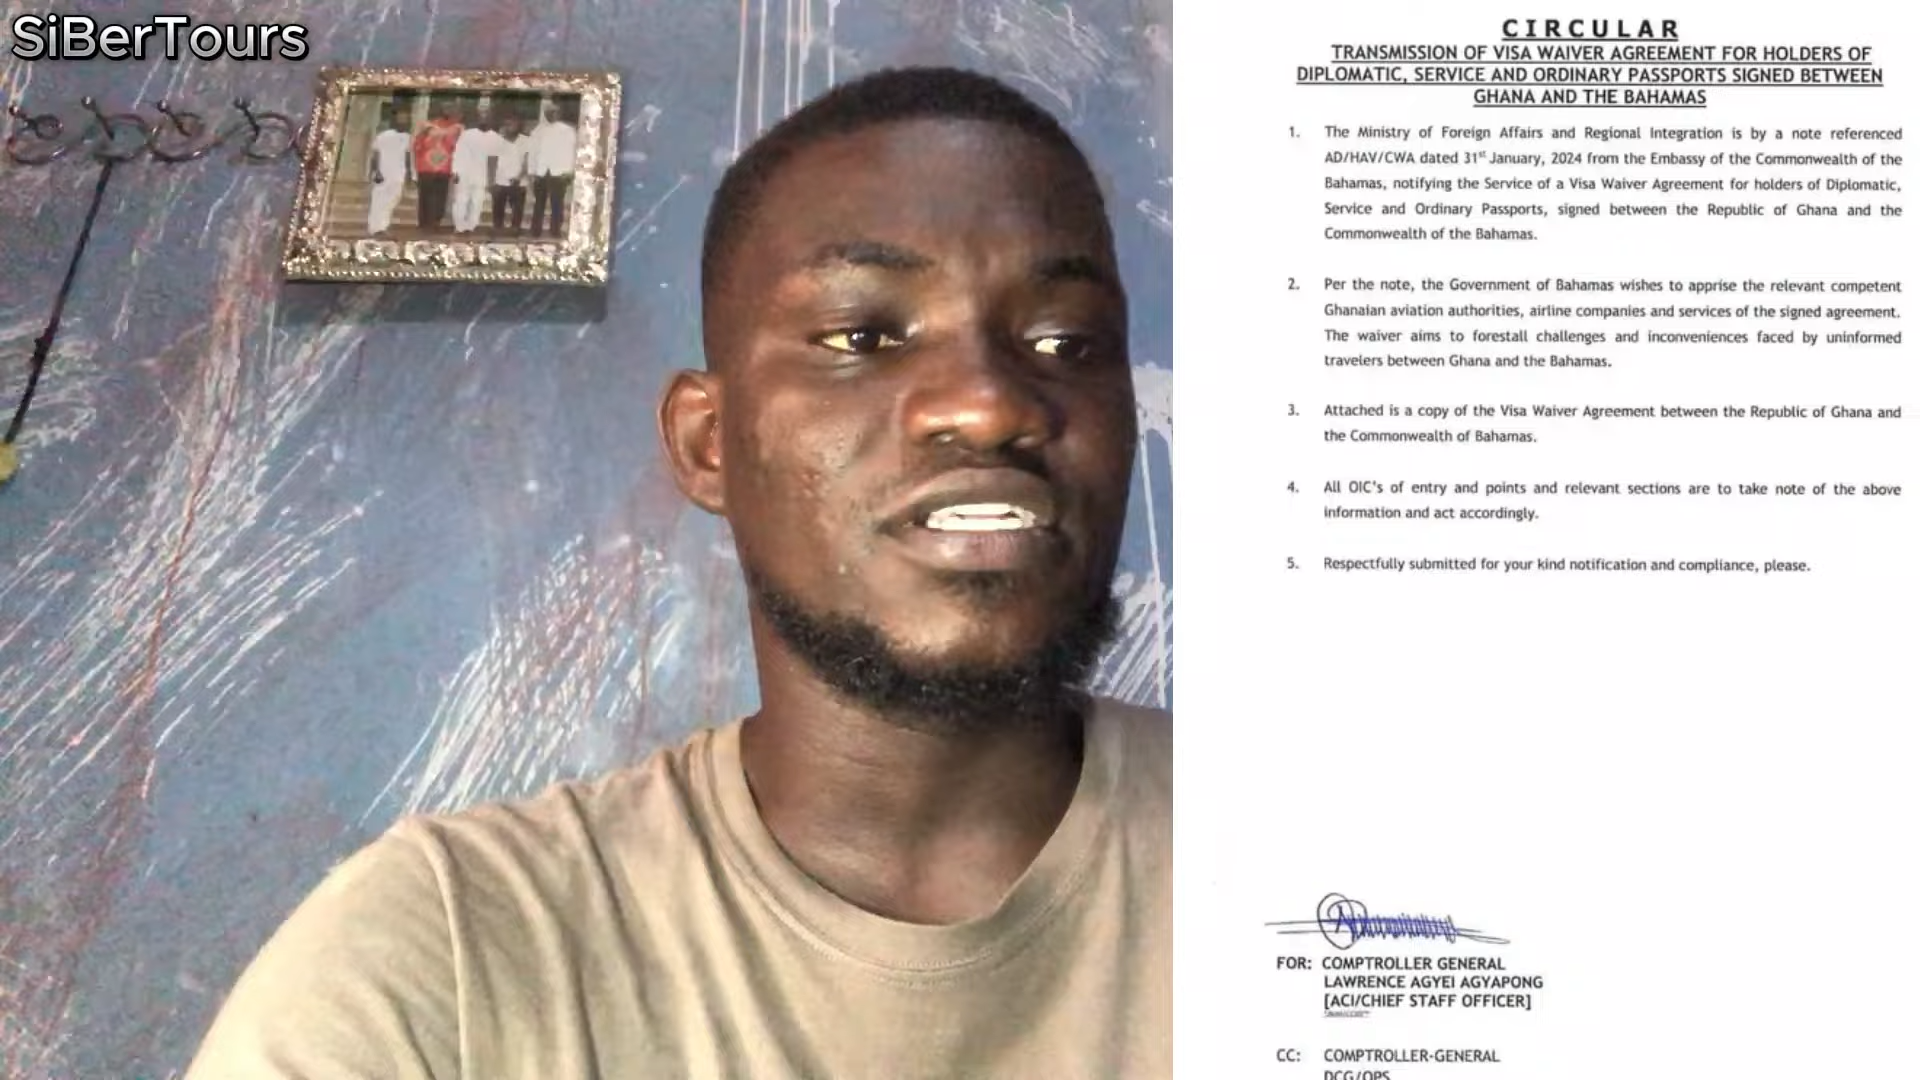 SiBerTours
CIRCULAR
TRANSMISSION OF VISA WAIVER AGREEMENT FOR HOLDERS OF
DIPLOMATIC, SERVICE AND ORDINARY PASSPORTS SIGNED BETWEEN
GHANA AND THE BAHAMAS
1. The Ministry of Foreign Affairs and Regional Integration is by a note referenced
AD/HAV/CWA dated 31st January, 2024 from the Embassy of the Commonwealth of the
Bahamas, notifying the Service of a Visa Waiver Agreement for holders of Diplomatic,
Service and Ordinary Passports, signed between the Republic of Ghana and the
Commonwealth of the Bahamas.
2. Per the note, the Government of Bahamas wishes to apprise the relevant competent
Ghanaian aviation authorities, airline companies and services of the signed agreement.
The waiver aims to forestall challenges and inconveniences faced by uninformed
travelers between Ghana and the Bahamas.
3. Attached is a copy of the Visa Waiver Agreement between the Republic of Ghana and
the Commonwealth of Bahamas.
4. All OIC's of entry and points and relevant sections are to take note of the above
information and act accordingly.
5. Respectfully submitted for your kind notification and compliance, please.
FOR: COMPTROLLER GENERAL
LAWRENCE AGYEI AGYAPONG
[ACI/CHIEF STAFF OFFICER]
CC: COMPTROLLER-GENERAL
DCG/OPS